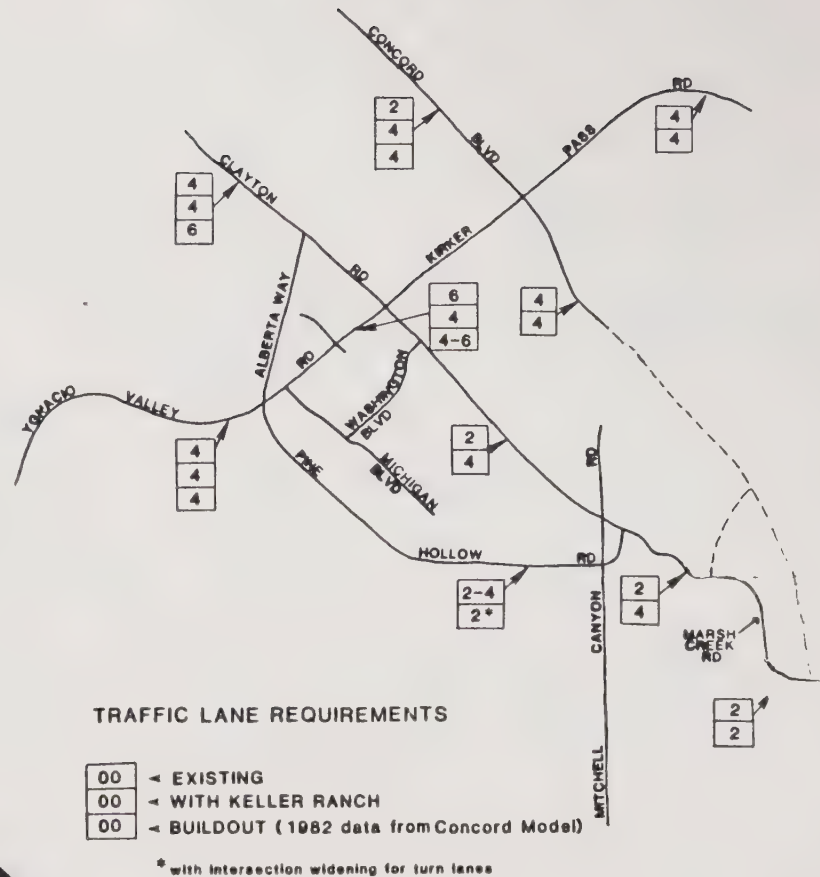 CONCORD BLVD
2
4
4
KIRKER PASS RD
4
4
CLAYTON RD
4
4
6
ALBERTA WAY
6
4
4-6
4
4
YGNACIO VALLEY RD
WASHINGTON BLVD
MICHIGAN BLVD
4
4
4
2
4
PINE HOLLOW RD
2-4
2*
MITCHELL CANYON RD
2
4
MARSH
CREEK
RD
2
2
TRAFFIC LANE REQUIREMENTS
00 EXISTING
00 WITH KELLER RANCH
00 BUILDOUT (1982 data from Concord Model)
* with intersection widening for turn lanes